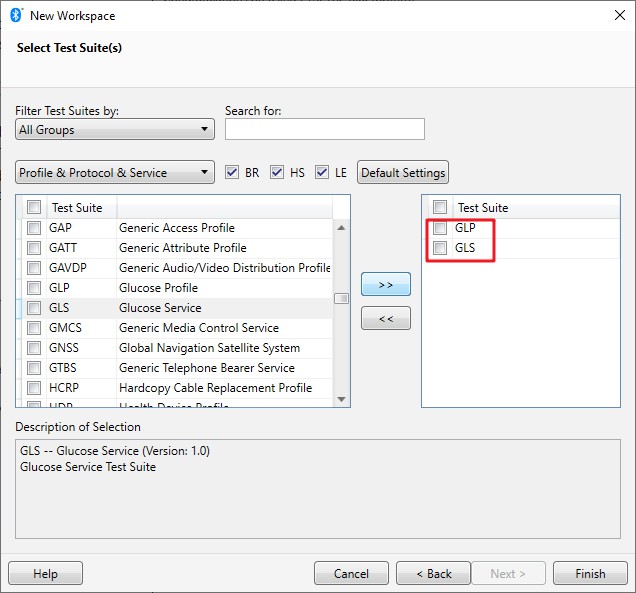 New Workspace
Select Test Suite(s)
Filter Test Suites by:
Search for:
All Groups
Profile & Protocol & Service
BR
HS
LE
Default Settings
Test Suite
GAP Generic Access Profile
GATT Generic Attribute Profile
GAVDP Generic Audio/Video Distribution Profile
GLP Glucose Profile
GLS Glucose Service
GMCS Generic Media Control Service
GNSS Global Navigation Satellite System
GTBS Generic Telephone Bearer Service
HCRP Hardcopy Cable Replacement Profile
HDP Health Device Profile
>>
<<
Test Suite
GLP
GLS
Description of Selection
GLS -- Glucose Service (Version: 1.0)
Glucose Service Test Suite
Help
Cancel
< Back
Next >
Finish